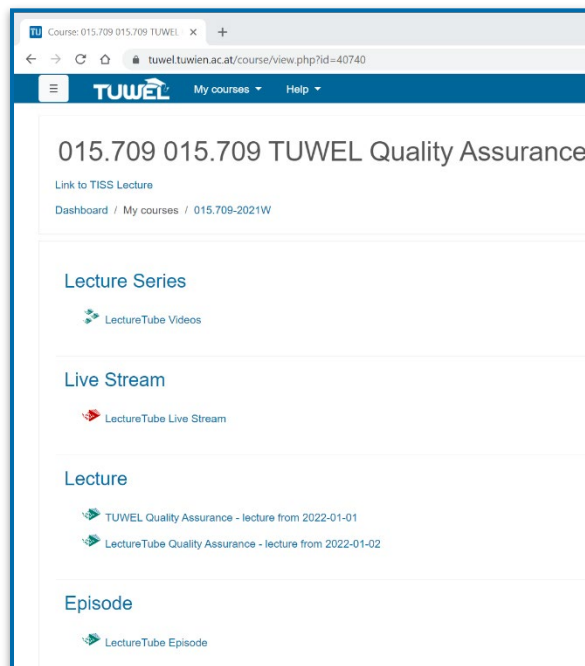 TU Course: 015.709 015.709 TUWEL
tuwel.tuwien.ac.at/course/view.php?id=40740
TUWEL My courses Help
015.709 015.709 TUWEL Quality Assurance
Link to TISS Lecture
Dashboard / My courses / 015.709-2021W
Lecture Series
LectureTube Videos
Live Stream
LectureTube Live Stream
Lecture
TUWEL Quality Assurance - lecture from 2022-01-01
LectureTube Quality Assurance - lecture from 2022-01-02
Episode
LectureTube Episode